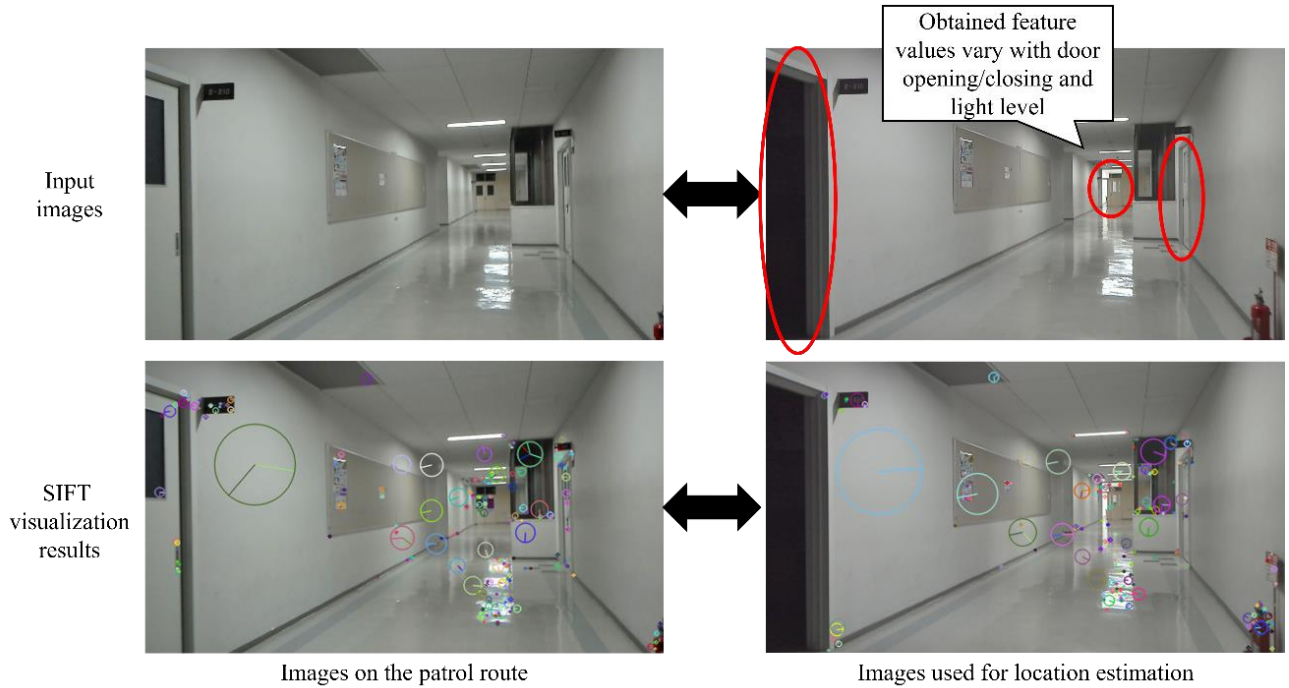 Obtained feature
values vary with door
opening/closing and
light level
Input
images
SIFT
visualization
results
Images on the patrol route
Images used for location estimation